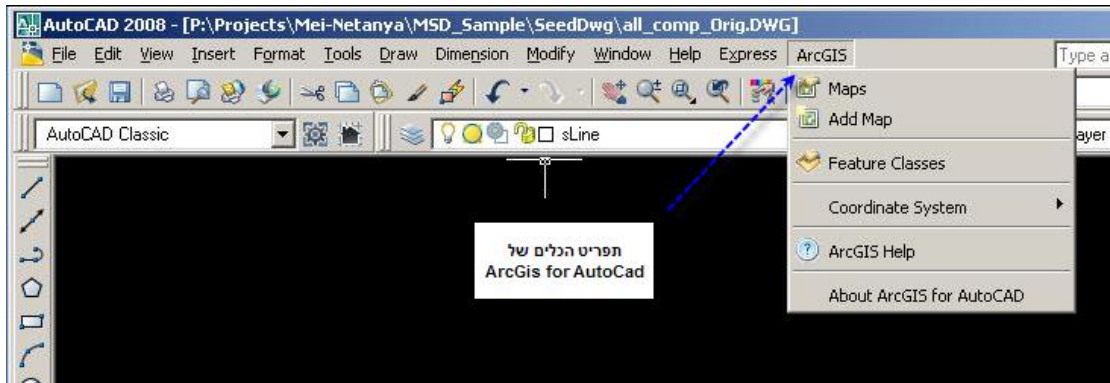 AutoCAD 2008 - [P:\Projects\Mei-Netanya\MSD_Sample\SeedDwg\all_comp_Orig.DWG]
File Edit View Insert Format Tools Draw Dimension Modify Window Help Express ArcGIS Type a
Maps
Add Map
AutoCAD Classic sLine ayer
Feature Classes
Coordinate System
תפריט הכלים של
ArcGis for AutoCad
ArcGIS Help
About ArcGIS for AutoCAD